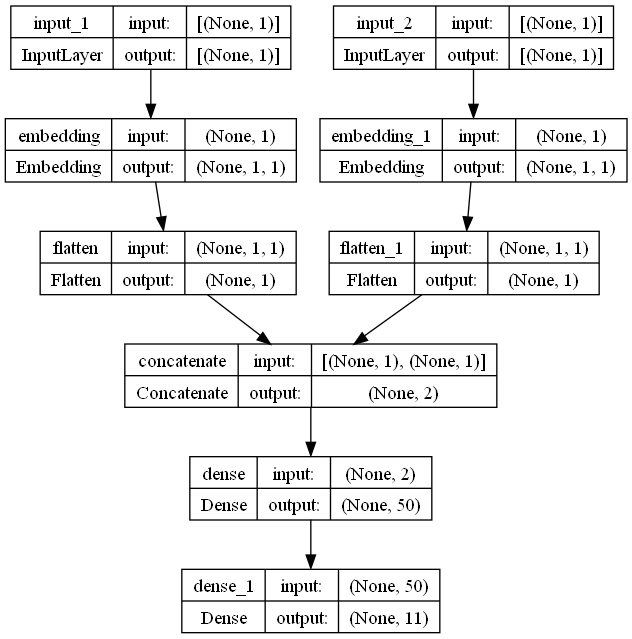 input_1 input: [(None, 1)]
InputLayer output: [(None, 1)]
input_2 input: [(None, 1)]
InputLayer output: [(None, 1)]
embedding input: (None, 1)
Embedding output: (None, 1, 1)
embedding_1 input: (None, 1)
Embedding output: (None, 1, 1)
flatten input: (None, 1, 1)
Flatten output: (None, 1)
flatten_1 input: (None, 1, 1)
Flatten output: (None, 1)
concatenate input: [(None, 1), (None, 1)]
Concatenate output: (None, 2)
dense input: (None, 2)
Dense output: (None, 50)
dense_1 input: (None, 50)
Dense output: (None, 11)